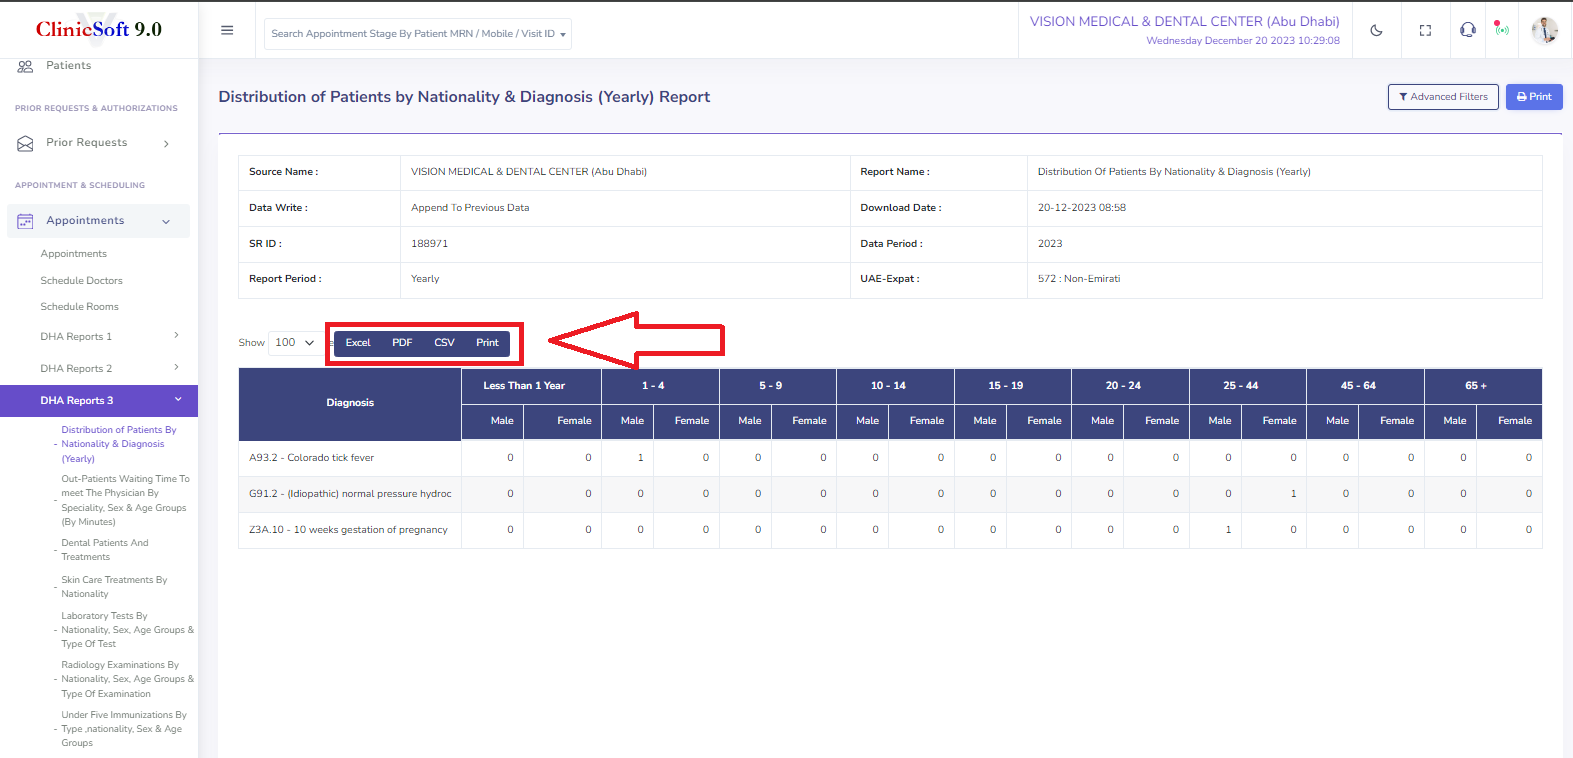 ClinicSoft 9.0
Search Appointment Stage By Patient MRN / Mobile / Visit ID
VISION MEDICAL & DENTAL CENTER (Abu Dhabi)
Wednesday December 20 2023 10:29:08
Patients
PRIOR REQUESTS & AUTHORIZATIONS
Prior Requests
APPOINTMENT & SCHEDULING
Appointments
Appointments
Schedule Doctors
Schedule Rooms
DHA Reports 1
DHA Reports 2
DHA Reports 3
Distribution of Patients By
- Nationality & Diagnosis
(Yearly)
Out-Patients Waiting Time To
meet The Physician By
- Speciality, Sex & Age Groups
(By Minutes)
Dental Patients And
- Treatments
Skin Care Treatments By
- Nationality
Laboratory Tests By
- Nationality, Sex, Age Groups &
Type Of Test
Radiology Examinations By
- Nationality, Sex, Age Groups &
Type Of Examination
Under Five Immunizations By
- Type ,nationality, Sex & Age
Groups
Distribution of Patients by Nationality & Diagnosis (Yearly) Report
Advanced Filters
Print
Source Name : VISION MEDICAL & DENTAL CENTER (Abu Dhabi) Report Name : Distribution Of Patients By Nationality & Diagnosis (Yearly)
Data Write : Append To Previous Data Download Date : 20-12-2023 08:58
SR ID : 188971 Data Period : 2023
Report Period : Yearly UAE-Expat : 572 : Non-Emirati
Show 100 e Excel PDF CSV Print
Diagnosis Less Than 1 Year 1 - 4 5 - 9 10 - 14 15 - 19 20 - 24 25 - 44 45 - 64 65 +
Male Female Male Female Male Female Male Female Male Female Male Female Male Female Male Female Male Female
A93.2 - Colorado tick fever 0 0 1 0 0 0 0 0 0 0 0 0 0 0 0 0 0 0
G91.2 - (Idiopathic) normal pressure hydroc 0 0 0 0 0 0 0 0 0 0 0 0 0 1 0 0 0 0
Z3A.10 - 10 weeks gestation of pregnancy 0 0 0 0 0 0 0 0 0 0 0 0 1 0 0 0 0 0